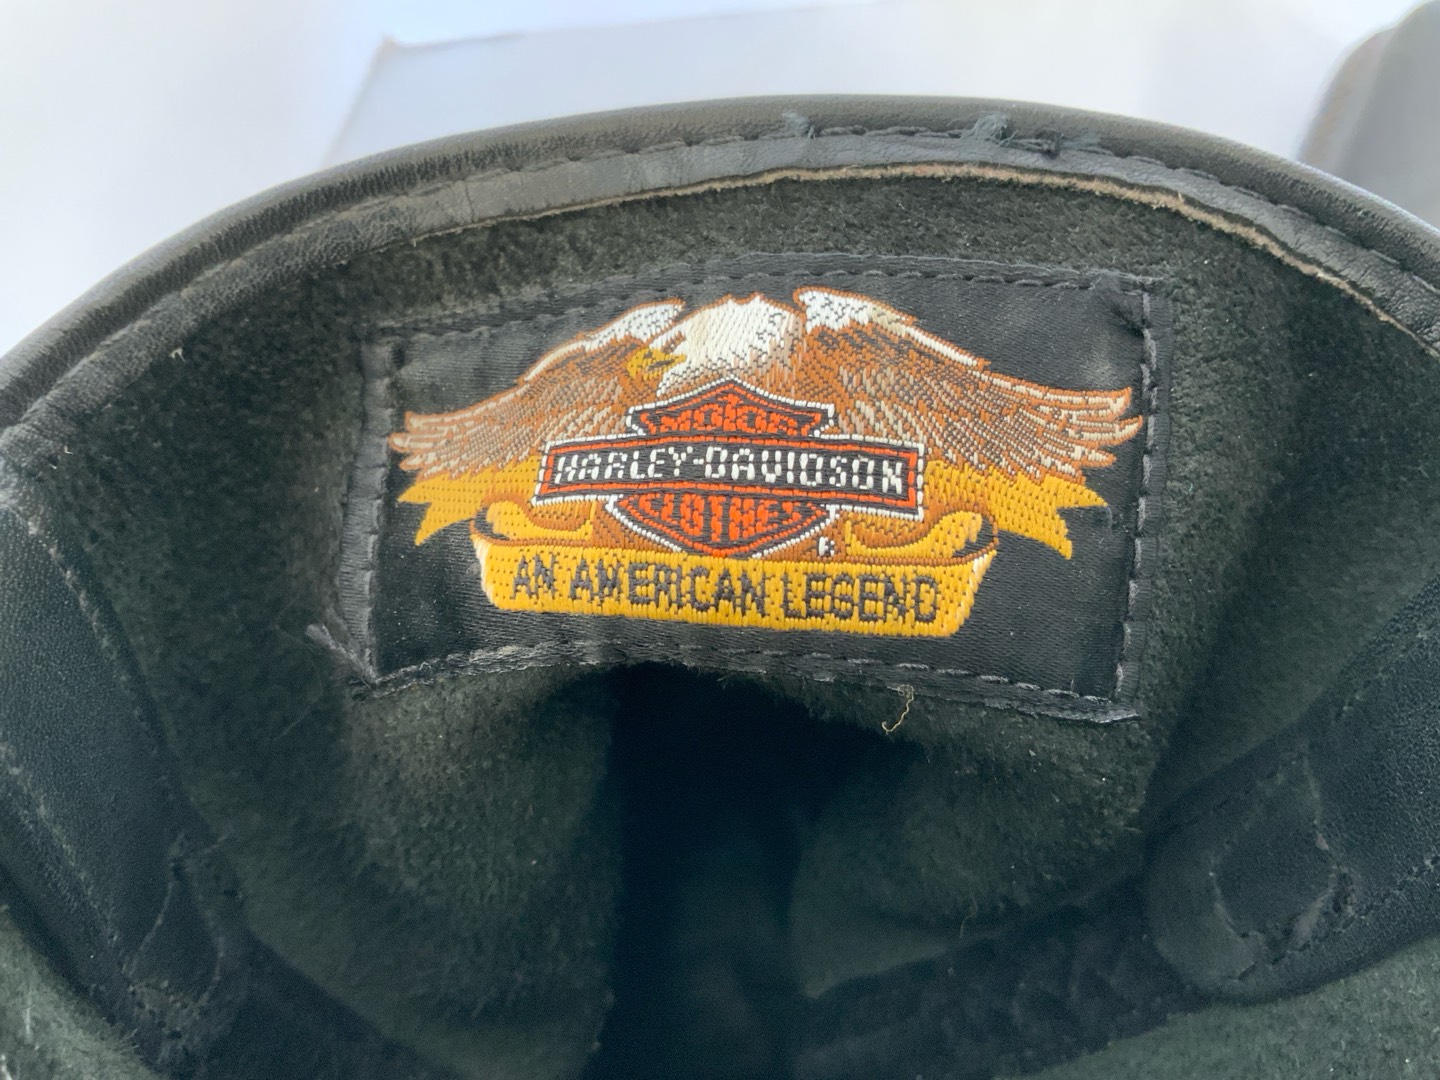 MOTOR
HARLEY-DAVIDSON
CLOTHES
®
AN AMERICAN LEGEND